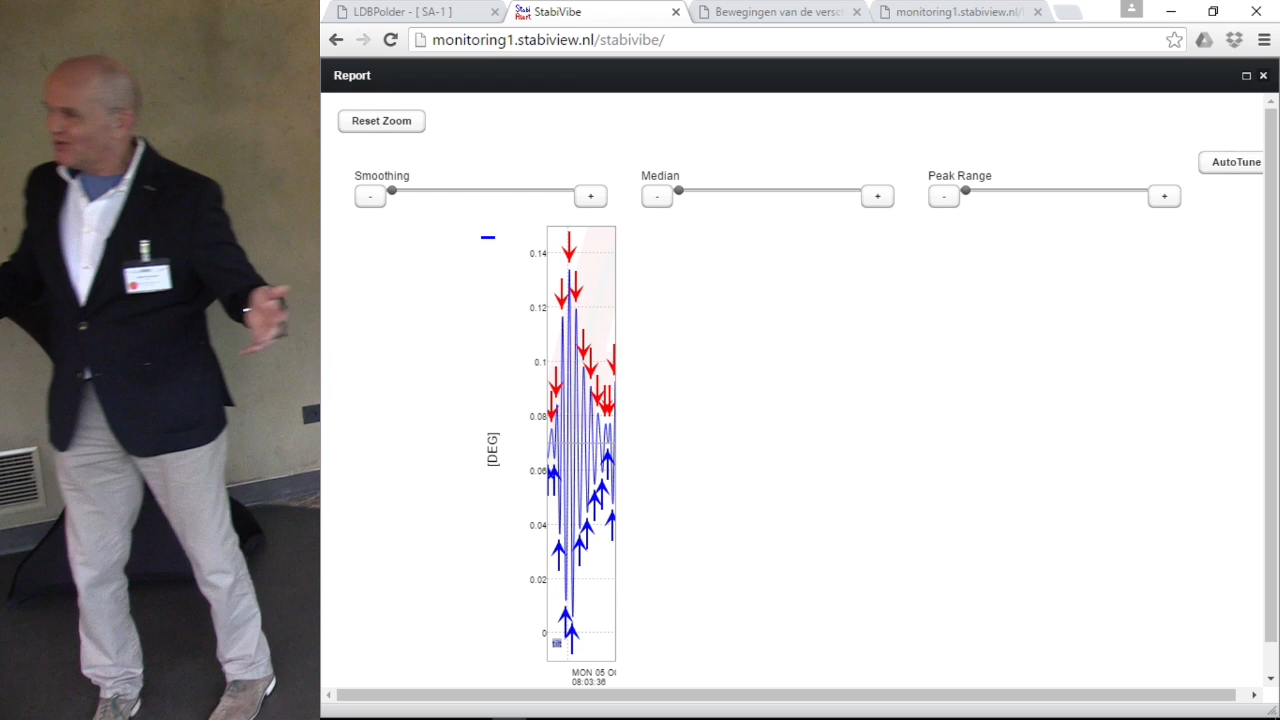 LDBPolder - [ SA-1 ]
Stabi
Alert
StabiVibe
Bewegingen van de versc
monitoring1.stabiview.nl/
monitoring1.stabiview.nl/stabivibe/
Report
Reset Zoom
AutoTune
Smoothing
Median
Peak Range
-
+
-
+
-
+
0.14
0.12
0.1
0.08
0.06
0.04
0.02
0
[DEG]
MON 05 O
08:03:36